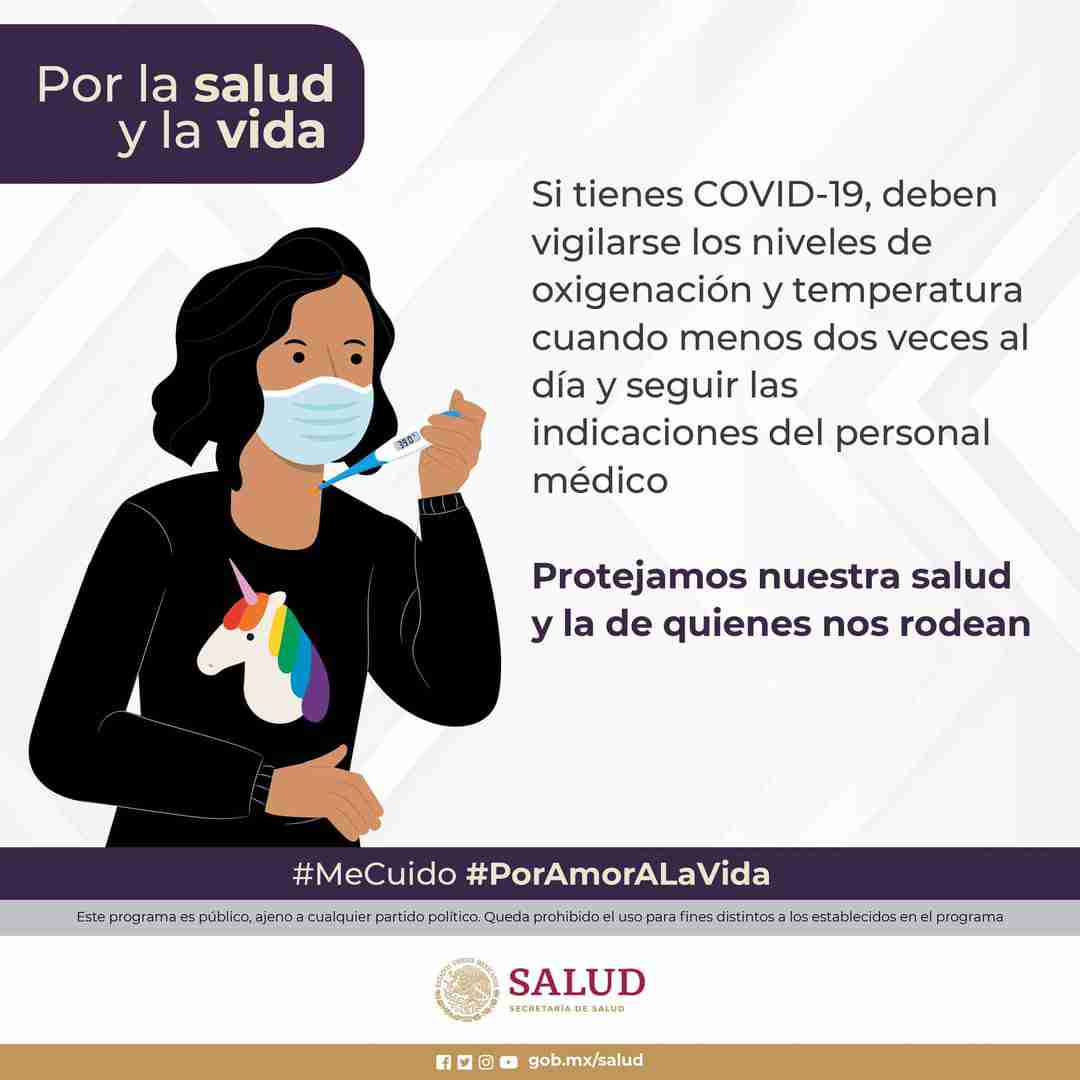 Por la salud
y la vida
Si tienes COVID-19, deben
vigilarse los niveles de
oxigenación y temperatura
cuando menos dos veces al
día y seguir las
indicaciones del personal
médico
Protejamos nuestra salud
y la de quienes nos rodean
39.0°
#MeCuido #PorAmorALaVida
Este programa es público, ajeno a cualquier partido político. Queda prohibido el uso para fines distintos a los establecidos en el programa
ESTADOS UNIDOS MEXICANOS
SALUD
SECRETARÍA DE SALUD
gob.mx/salud